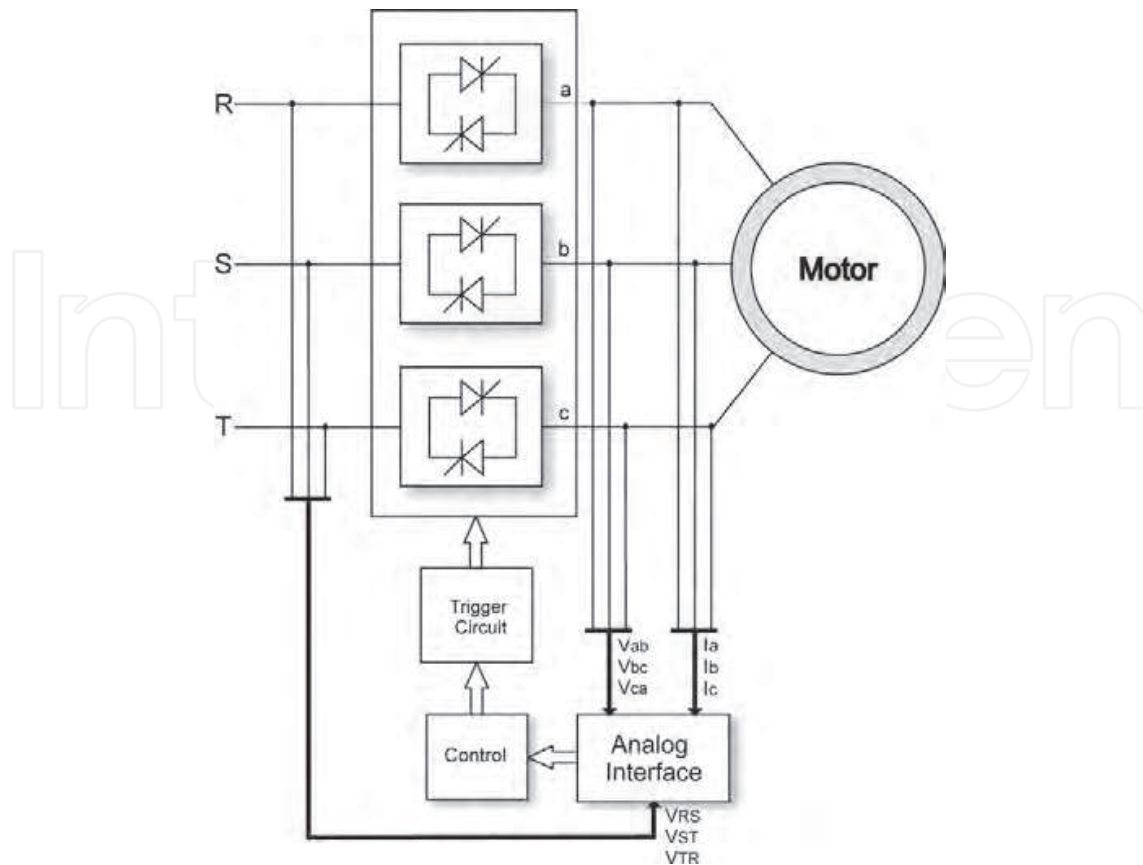 R
a
S
b
T
c
Motor
Trigger
Circuit
Vab
Vbc
Vca
Ia
Ib
Ic
Control
Analog
Interface
VRS
VST
VTR